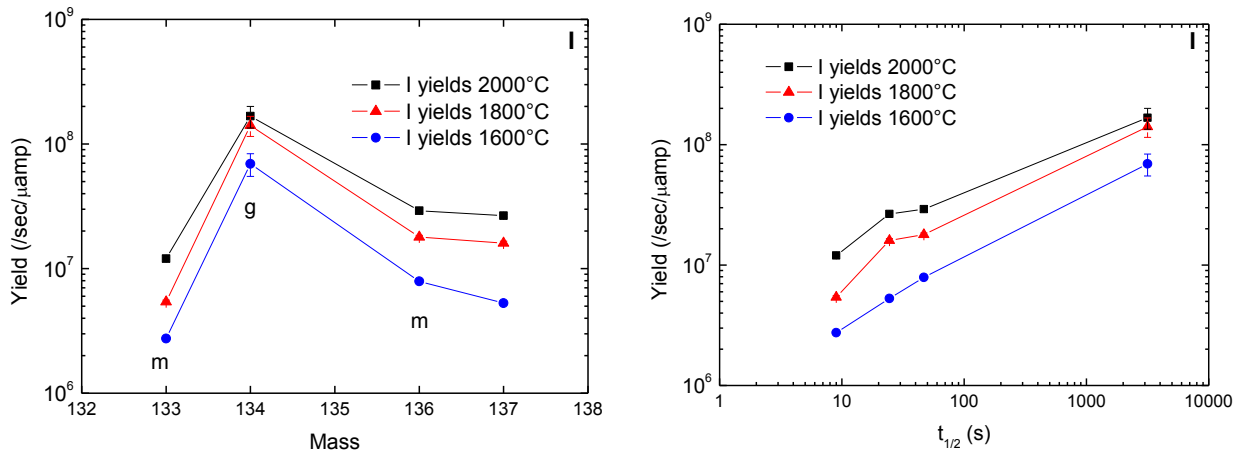 10^9
10^8
10^7
10^6
Yield (/sec/μamp)
I
I yields 2000°C
I yields 1800°C
I yields 1600°C
g
m
m
132 133 134 135 136 137 138
Mass
10^9
10^8
10^7
10^6
Yield (/sec/μamp)
I
I yields 2000°C
I yields 1800°C
I yields 1600°C
1 10 100 1000 10000
t_{1/2} (s)